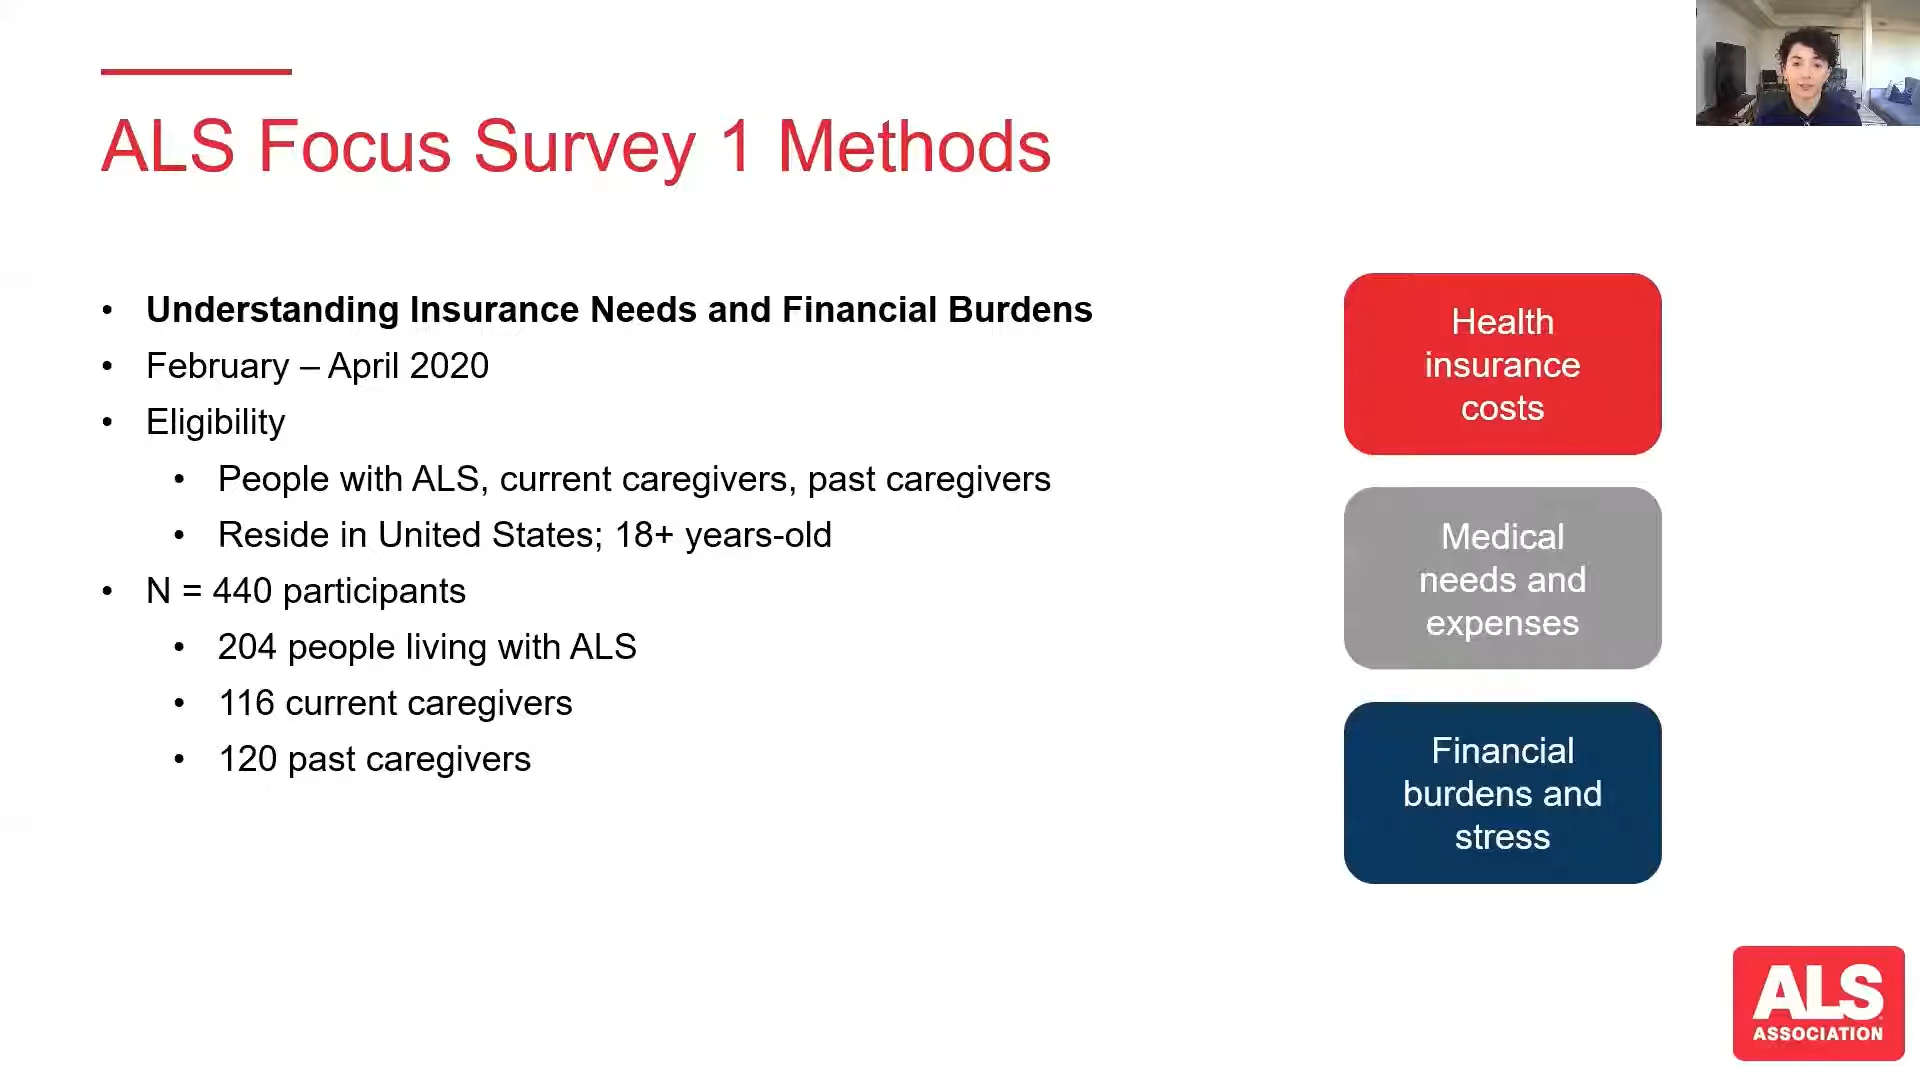 ALS Focus Survey 1 Methods
• Understanding Insurance Needs and Financial Burdens
• February – April 2020
• Eligibility
• People with ALS, current caregivers, past caregivers
• Reside in United States; 18+ years-old
• N = 440 participants
• 204 people living with ALS
• 116 current caregivers
• 120 past caregivers
Health
insurance
costs
Medical
needs and
expenses
Financial
burdens and
stress
ALS
ASSOCIATION